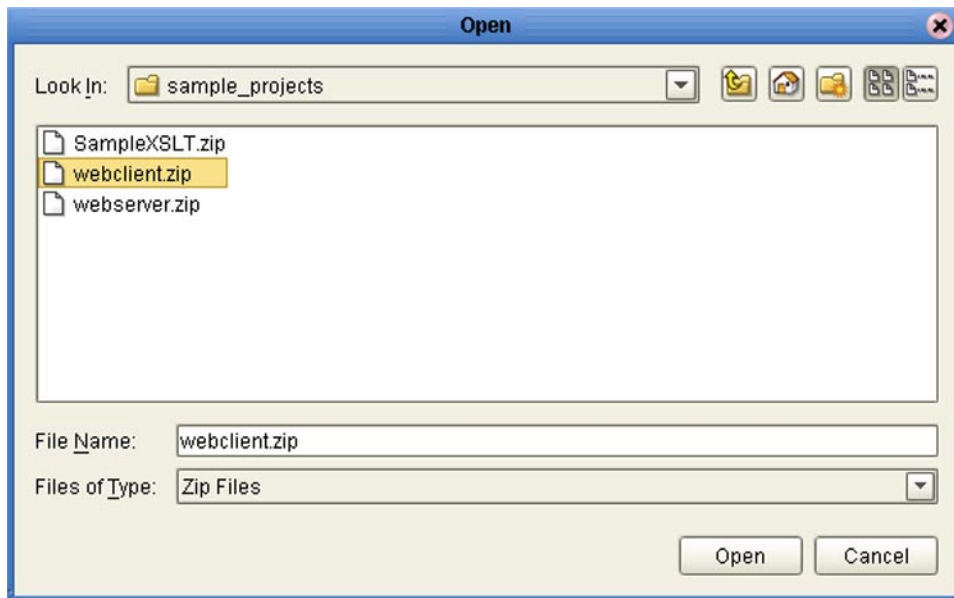 Open
Look In: sample_projects
SampleXSLT.zip
webclient.zip
webserver.zip
File Name: webclient.zip
Files of Type: Zip Files
Open Cancel